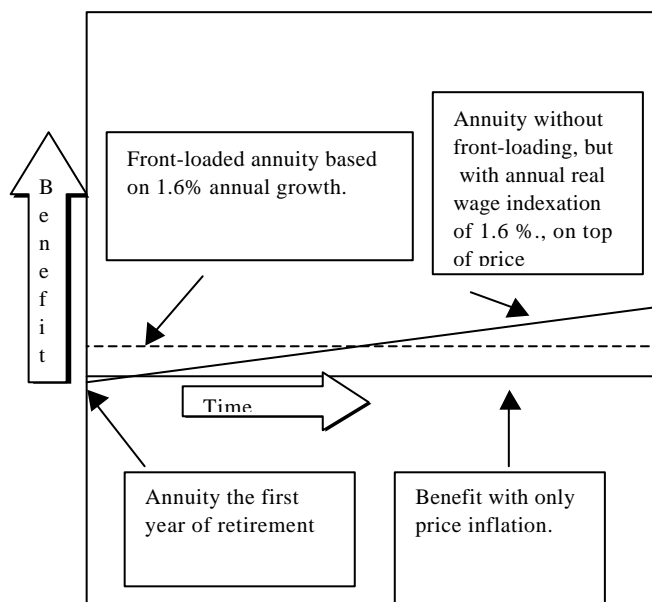 Benefit
Front-loaded annuity based
on 1.6% annual growth.
Annuity without
front-loading, but
with annual real
wage indexation
of 1.6 %., on top
of price
Time
Annuity the first
year of retirement
Benefit with only
price inflation.